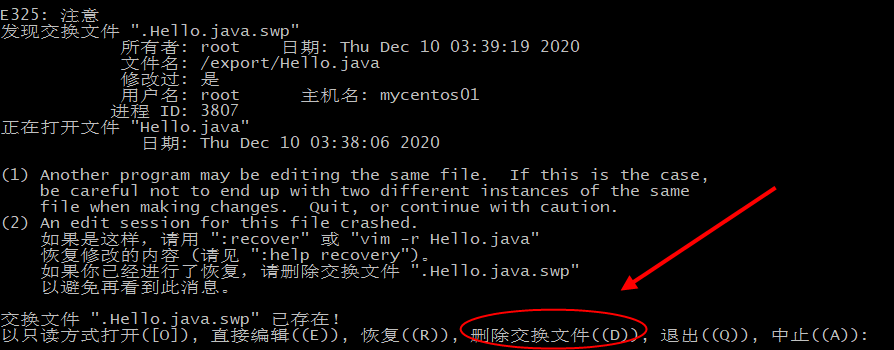 E325: 注意
发现交换文件 ".Hello.java.swp"
所有者: root    日期: Thu Dec 10 03:39:19 2020
文件名: /export/Hello.java
修改过: 是
用户名: root      主机名: mycentos01
进程 ID: 3807
正在打开文件 "Hello.java"
日期: Thu Dec 10 03:38:06 2020
(1) Another program may be editing the same file.  If this is the case,
be careful not to end up with two different instances of the same
file when making changes.  Quit, or continue with caution.
(2) An edit session for this file crashed.
如果是这样，请用 ":recover" 或 "vim -r Hello.java"
恢复修改的内容 (请见 ":help recovery")。
如果你已经进行了恢复，请删除交换文件 ".Hello.java.swp"
以避免再看到此消息。
交换文件 ".Hello.java.swp" 已存在！
以只读方式打开([O]), 直接编辑((E)), 恢复((R)), 删除交换文件((D)), 退出((Q)), 中止((A)):